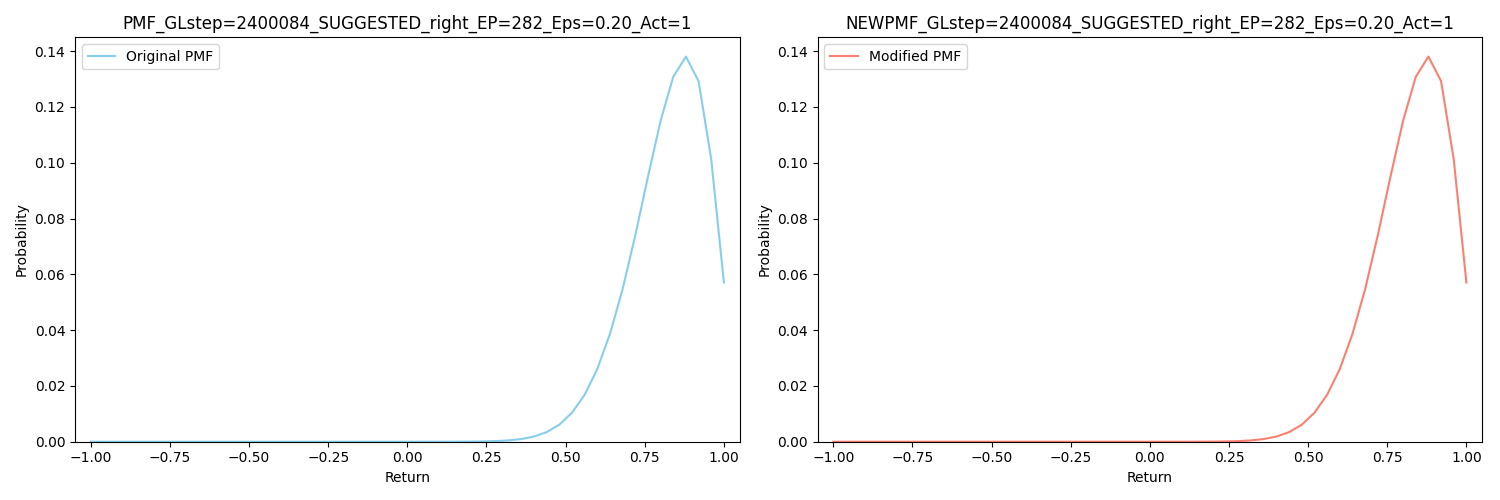 PMF_GLstep=2400084_SUGGESTED_right_EP=282_Eps=0.20_Act=1
Original PMF
Probability
0.14
0.12
0.10
0.08
0.06
0.04
0.02
0.00
−1.00 −0.75 −0.50 −0.25 0.00 0.25 0.50 0.75 1.00
Return
NEWPMF_GLstep=2400084_SUGGESTED_right_EP=282_Eps=0.20_Act=1
Modified PMF
Probability
0.14
0.12
0.10
0.08
0.06
0.04
0.02
0.00
−1.00 −0.75 −0.50 −0.25 0.00 0.25 0.50 0.75 1.00
Return